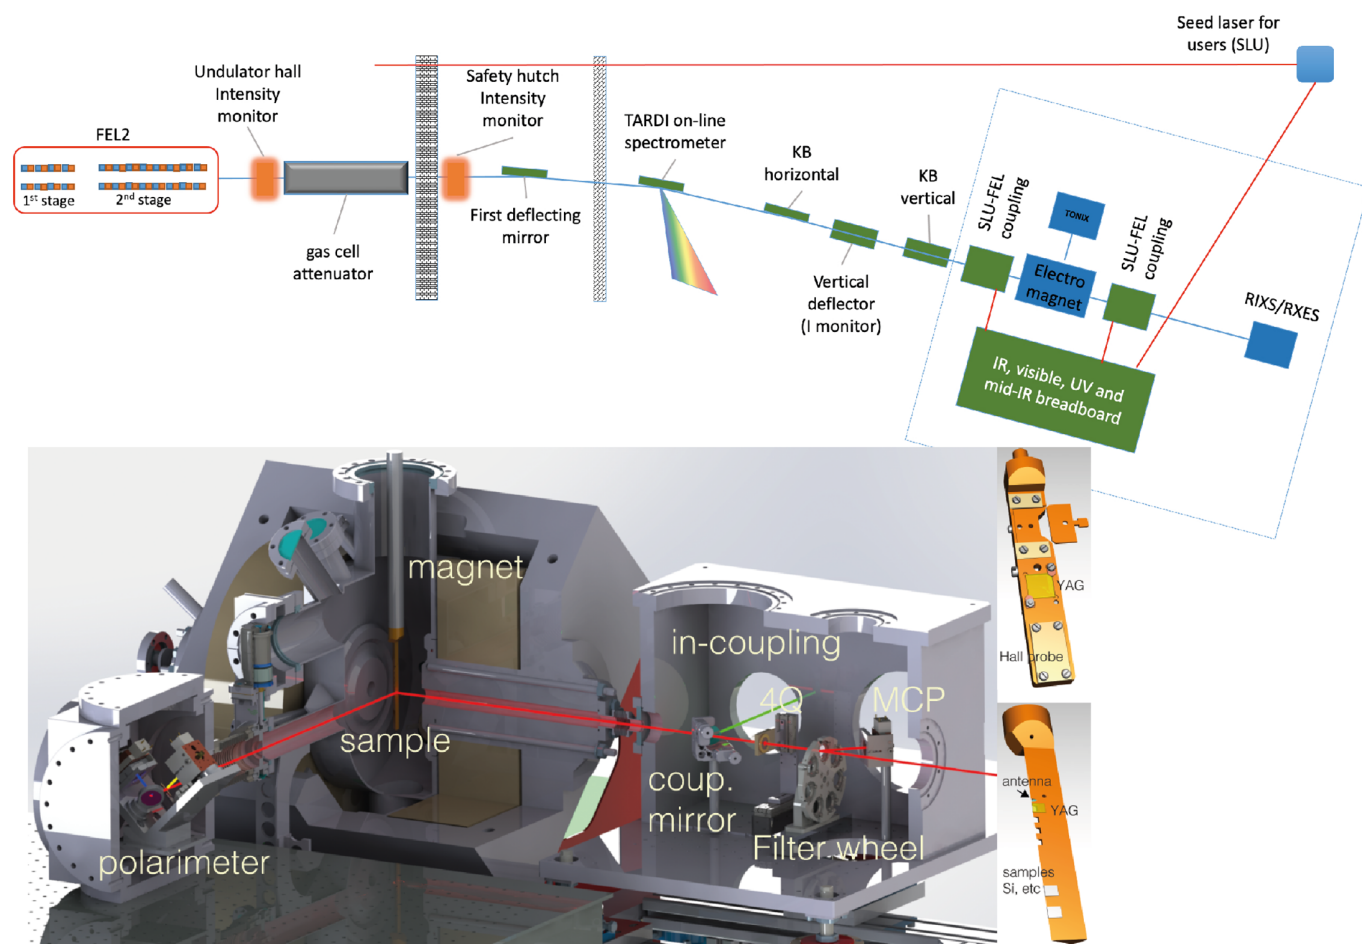 Seed laser for
users (SLU)
Undulator hall
Intensity
monitor
Safety hutch
Intensity
monitor
FEL2
1st stage
2nd stage
gas cell
attenuator
First deflecting
mirror
TARDI on-line
spectrometer
KB
horizontal
KB
vertical
Vertical
deflector
(I monitor)
SLU-FEL
coupling
TONIX
Electro
magnet
SLU-FEL
coupling
RIXS/RXES
IR, visible, UV and
mid-IR breadboard
magnet
in-coupling
4Q
MCP
sample
coup.
mirror
Filter wheel
polarimeter
YAG
Hall probe
antenna
YAG
samples
Si, etc